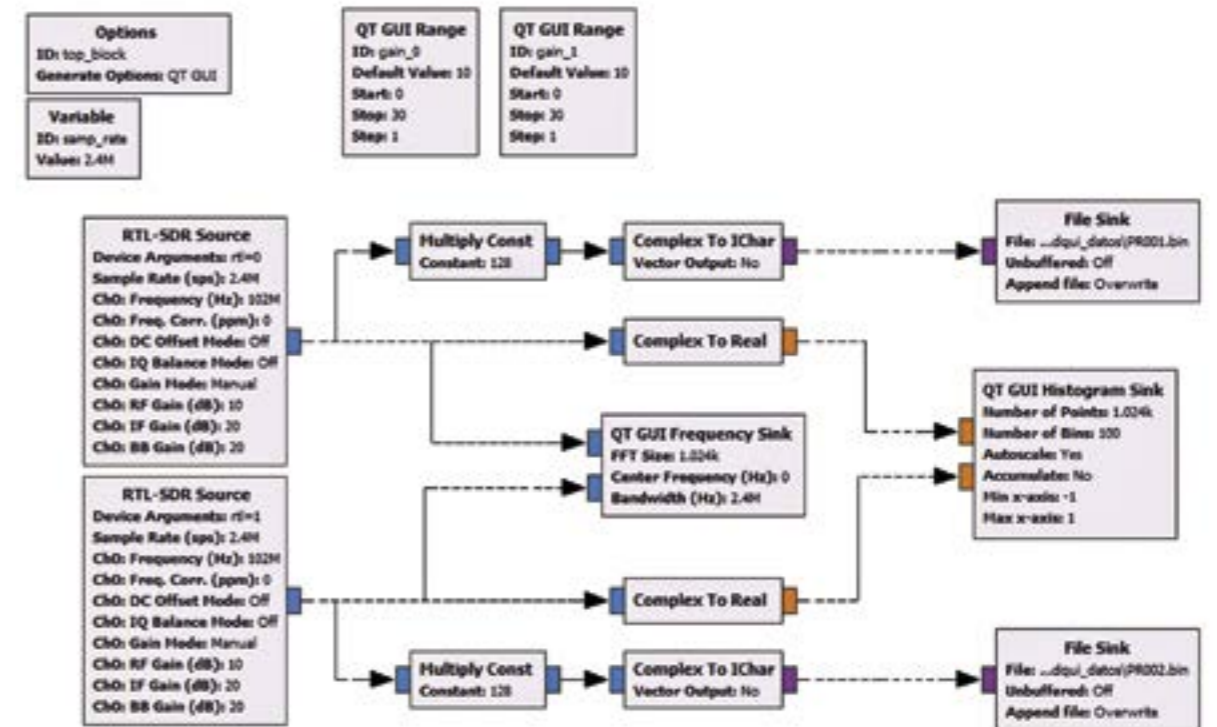 Options
ID: top_block
Generate Options: QT GUI
Variable
ID: samp_rate
Value: 2.4M
QT GUI Range
ID: gain_0
Default Value: 10
Start: 0
Stop: 30
Step: 1
QT GUI Range
ID: gain_1
Default Value: 10
Start: 0
Stop: 30
Step: 1
RTL-SDR Source
Device Arguments: rtl=0
Sample Rate (sps): 2.4M
Ch0: Frequency (Hz): 102M
Ch0: Freq. Corr. (ppm): 0
Ch0: DC Offset Mode: Off
Ch0: IQ Balance Mode: Off
Ch0: Gain Mode: Manual
Ch0: RF Gain (dB): 10
Ch0: IF Gain (dB): 20
Ch0: BB Gain (dB): 20
Multiply Const
Constant: 128
Complex To IChar
Vector Output: No
File Sink
File: ...dqui_datos\PR001.bin
Unbuffered: Off
Append file: Overwrite
Complex To Real
QT GUI Frequency Sink
FFT Size: 1.024k
Center Frequency (Hz): 0
Bandwidth (Hz): 2.4M
QT GUI Histogram Sink
Number of Points: 1.024k
Number of Bins: 100
Autoscale: Yes
Accumulate: No
Min x-axis: -1
Max x-axis: 1
RTL-SDR Source
Device Arguments: rtl=1
Sample Rate (sps): 2.4M
Ch0: Frequency (Hz): 102M
Ch0: Freq. Corr. (ppm): 0
Ch0: DC Offset Mode: Off
Ch0: IQ Balance Mode: Off
Ch0: Gain Mode: Manual
Ch0: RF Gain (dB): 10
Ch0: IF Gain (dB): 20
Ch0: BB Gain (dB): 20
Complex To Real
Multiply Const
Constant: 128
Complex To IChar
Vector Output: No
File Sink
File: ...dqui_datos\PR002.bin
Unbuffered: Off
Append file: Overwrite